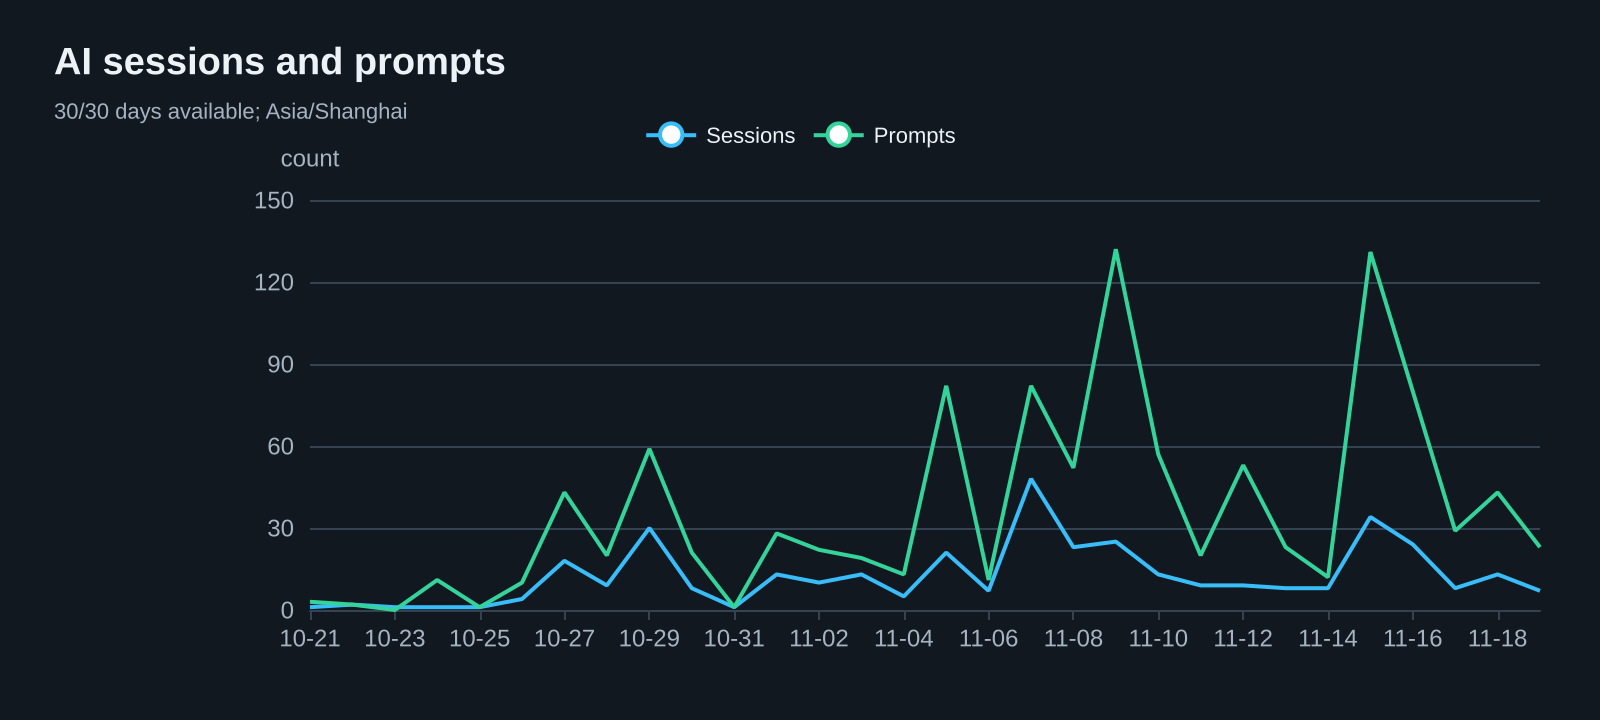 AI sessions and prompts
30/30 days available; Asia/Shanghai
Sessions Prompts
count
150
120
90
60
30
0
10-21 10-23 10-25 10-27 10-29 10-31 11-02 11-04 11-06 11-08 11-10 11-12 11-14 11-16 11-18